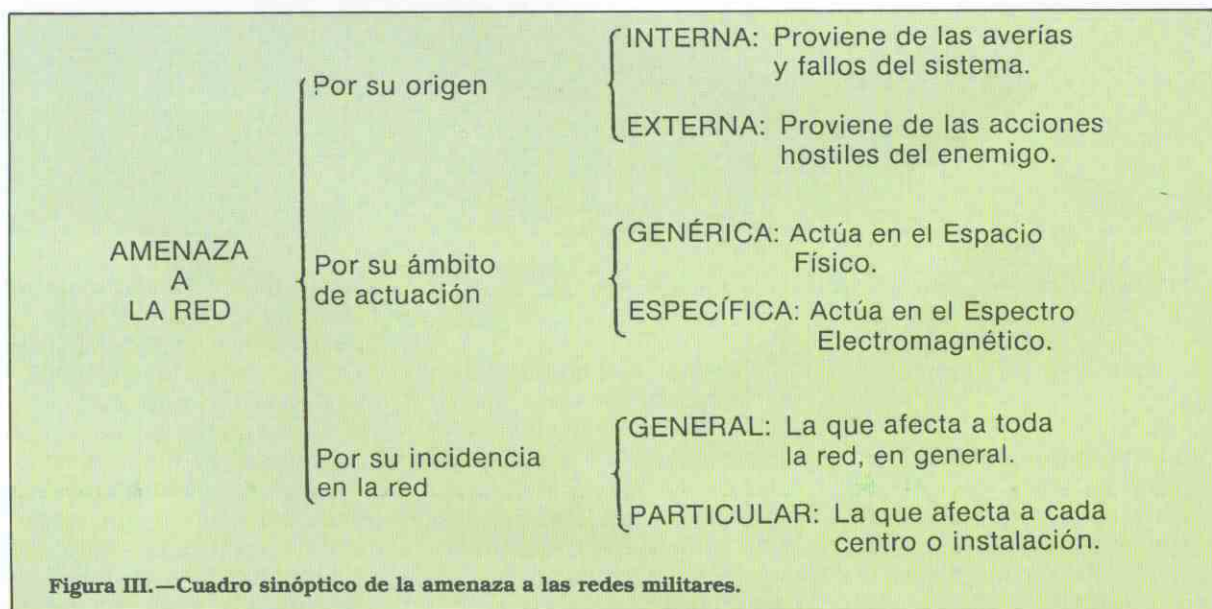 AMENAZA
A
LA RED
Por su origen
INTERNA: Proviene de las averías
y fallos del sistema.
EXTERNA: Proviene de las acciones
hostiles del enemigo.
Por su ámbito
de actuación
GENÉRICA: Actúa en el Espacio
Físico.
ESPECÍFICA: Actúa en el Espectro
Electromagnético.
Por su incidencia
en la red
GENERAL: La que afecta a toda
la red, en general.
PARTICULAR: La que afecta a cada
centro o instalación.
Figura III.—Cuadro sinóptico de la amenaza a las redes militares.